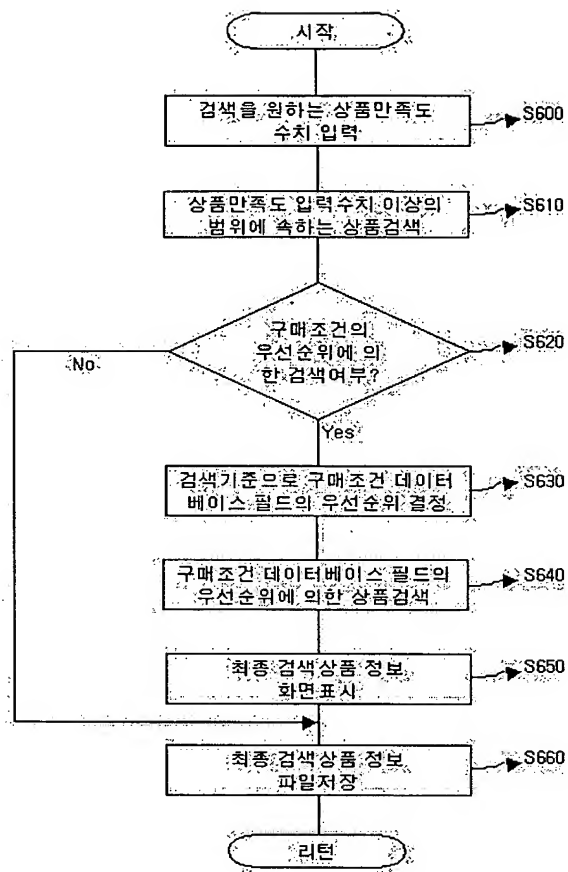 시작
검색을 원하는 상품만족도
수치 입력
S600
상품만족도 입력수치 이상의
범위에 속하는 상품검색
S610
구매조건의
우선순위에 의
한 검색여부?
S620
No
Yes
검색기준으로 구매조건 데이터
베이스 필드의 우선순위 결정
S630
구매조건 데이터베이스 필드의
우선순위에 의한 상품검색
S640
최종 검색상품 정보
화면표시
S650
최종 검색상품 정보
파일저장
S660
리턴